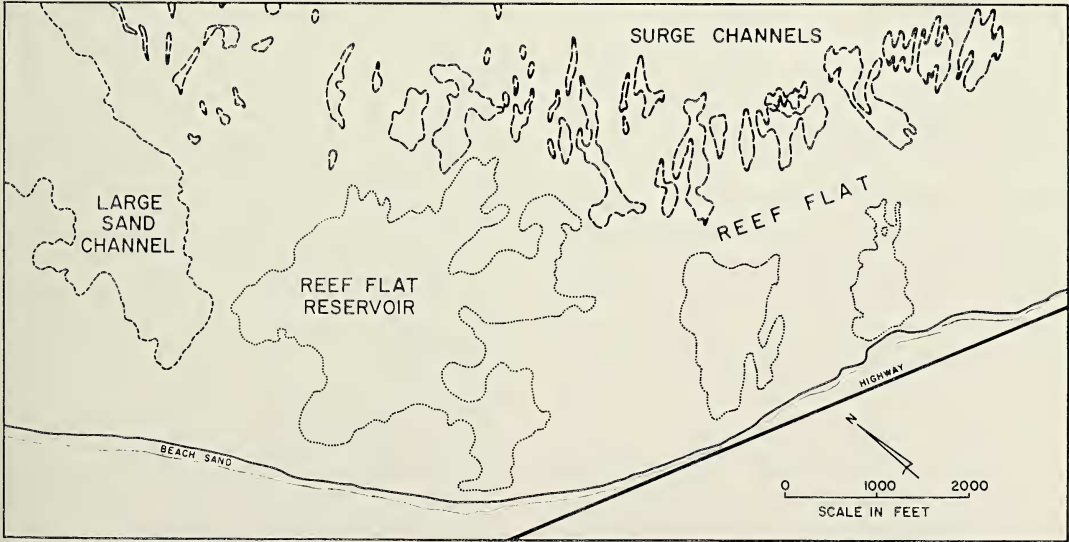 SURGE CHANNELS
LARGE
SAND
CHANNEL
REEF FLAT
REEF FLAT
RESERVOIR
BEACH SAND
HIGHWAY
N
0 1000 2000
SCALE IN FEET